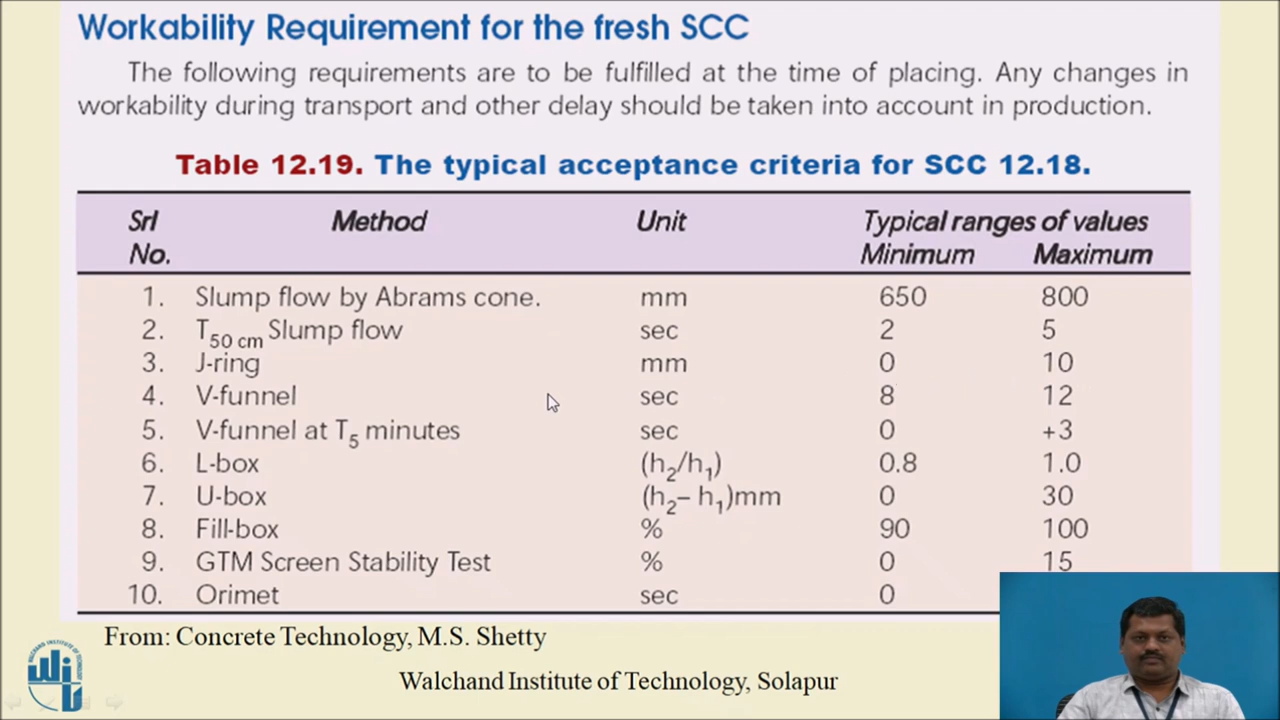 Workability Requirement for the fresh SCC
The following requirements are to be fulfilled at the time of placing. Any changes in
workability during transport and other delay should be taken into account in production.
Table 12.19. The typical acceptance criteria for SCC 12.18.
Srl No. Method Unit Typical ranges of values
Minimum Maximum
1. Slump flow by Abrams cone. mm 650 800
2. T50 cm Slump flow sec 2 5
3. J-ring mm 0 10
4. V-funnel sec 8 12
5. V-funnel at T5 minutes sec 0 +3
6. L-box (h2/h1) 0.8 1.0
7. U-box (h2– h1)mm 0 30
8. Fill-box % 90 100
9. GTM Screen Stability Test % 0 15
10. Orimet sec 0
From: Concrete Technology, M.S. Shetty
Walchand Institute of Technology, Solapur